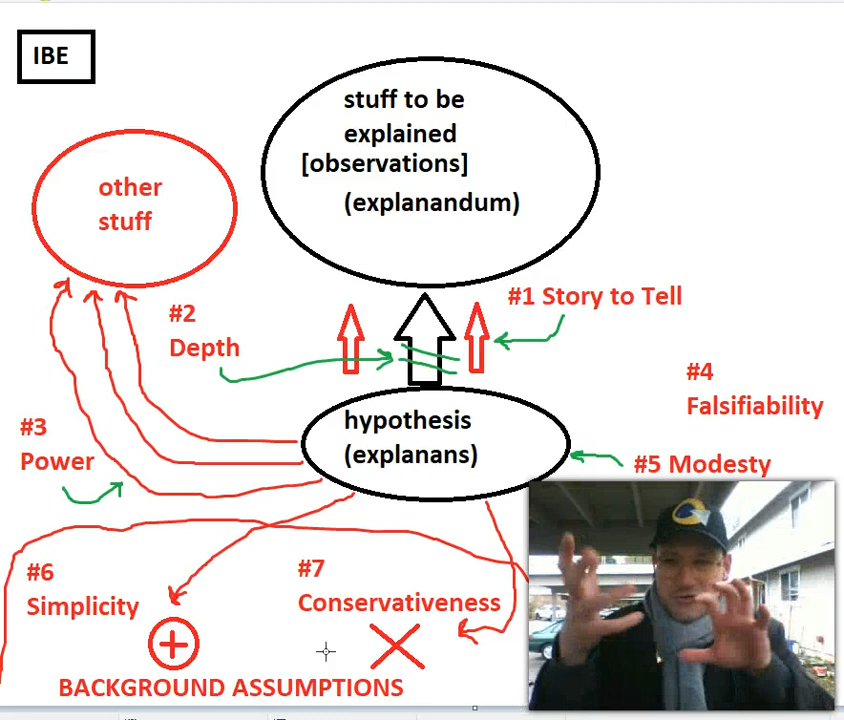 IBE
stuff to be
explained
[observations]
(explanandum)
other
stuff
#1 Story to Tell
#2
Depth
#4
Falsifiability
hypothesis
(explanans)
#3
Power
#5 Modesty
#6
Simplicity
#7
Conservativeness
BACKGROUND ASSUMPTIONS